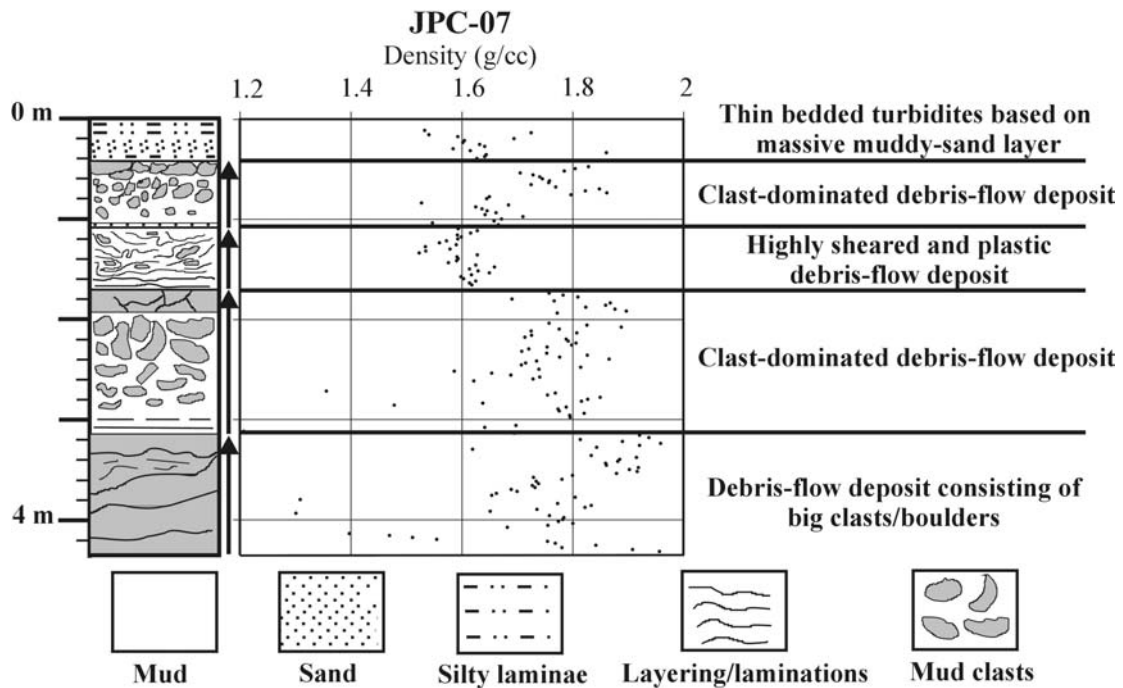 JPC-07
Density (g/cc)
1.2 1.4 1.6 1.8 2
0 m
Thin bedded turbidites based on
massive muddy-sand layer
Clast-dominated debris-flow deposit
Highly sheared and plastic
debris-flow deposit
Clast-dominated debris-flow deposit
Debris-flow deposit consisting of
big clasts/boulders
4 m
Mud Sand Silty laminae Layering/laminations Mud clasts